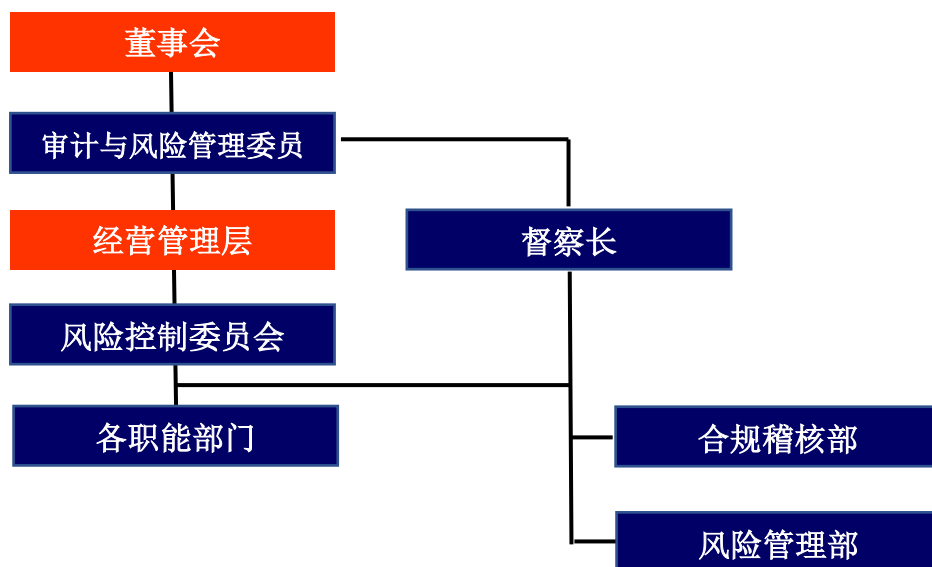 董事会
审计与风险管理委员
经营管理层
督察长
风险控制委员会
各职能部门
合规稽核部
风险管理部